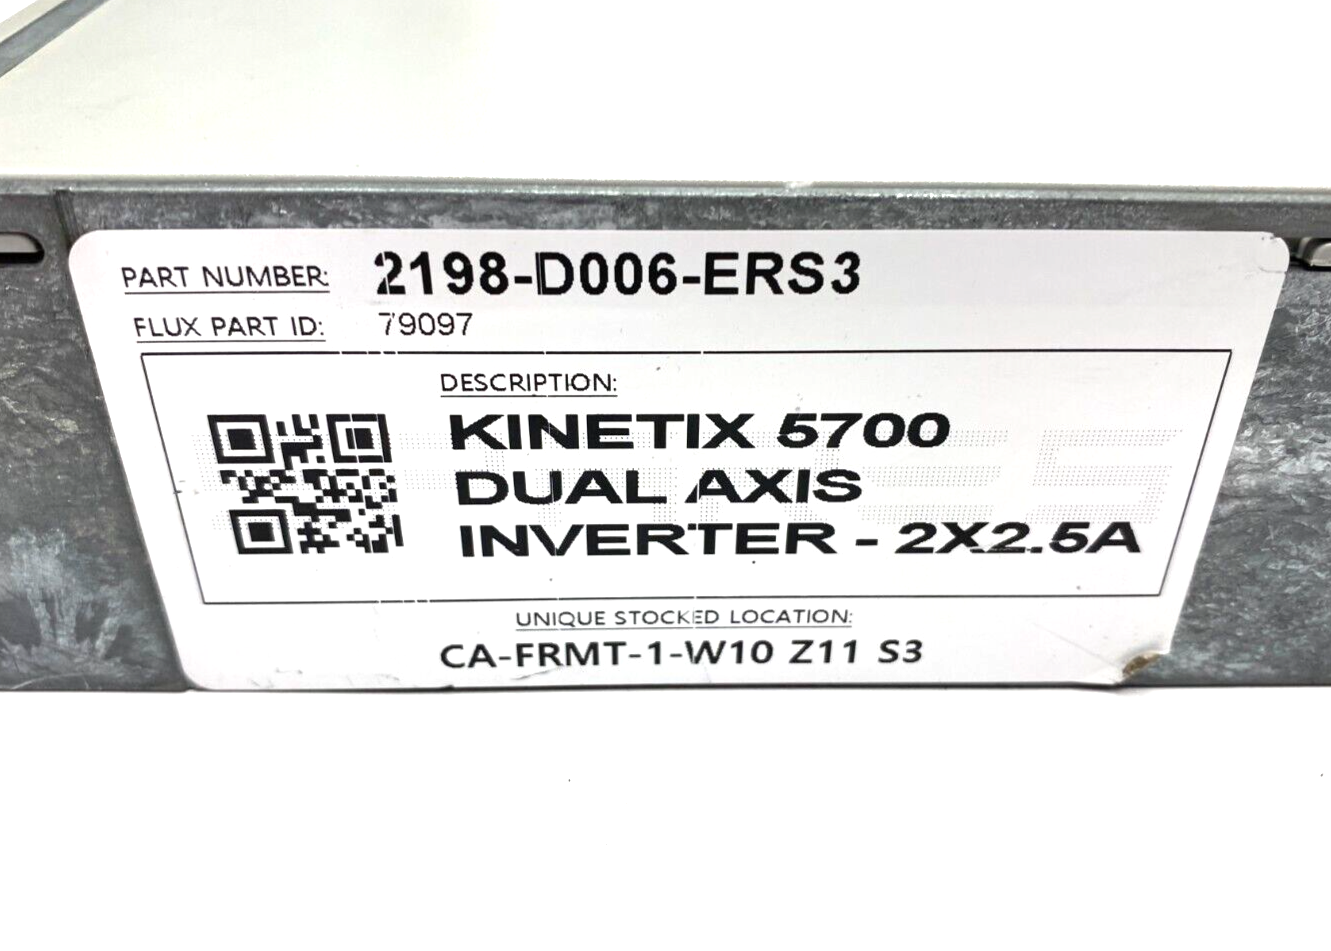 PART NUMBER: 2198-D006-ERS3
FLUX PART ID: 79097
DESCRIPTION:
KINETIX 5700
DUAL AXIS
INVERTER - 2X2.5A
UNIQUE STOCKED LOCATION:
CA-FRMT-1-W10 Z11 S3